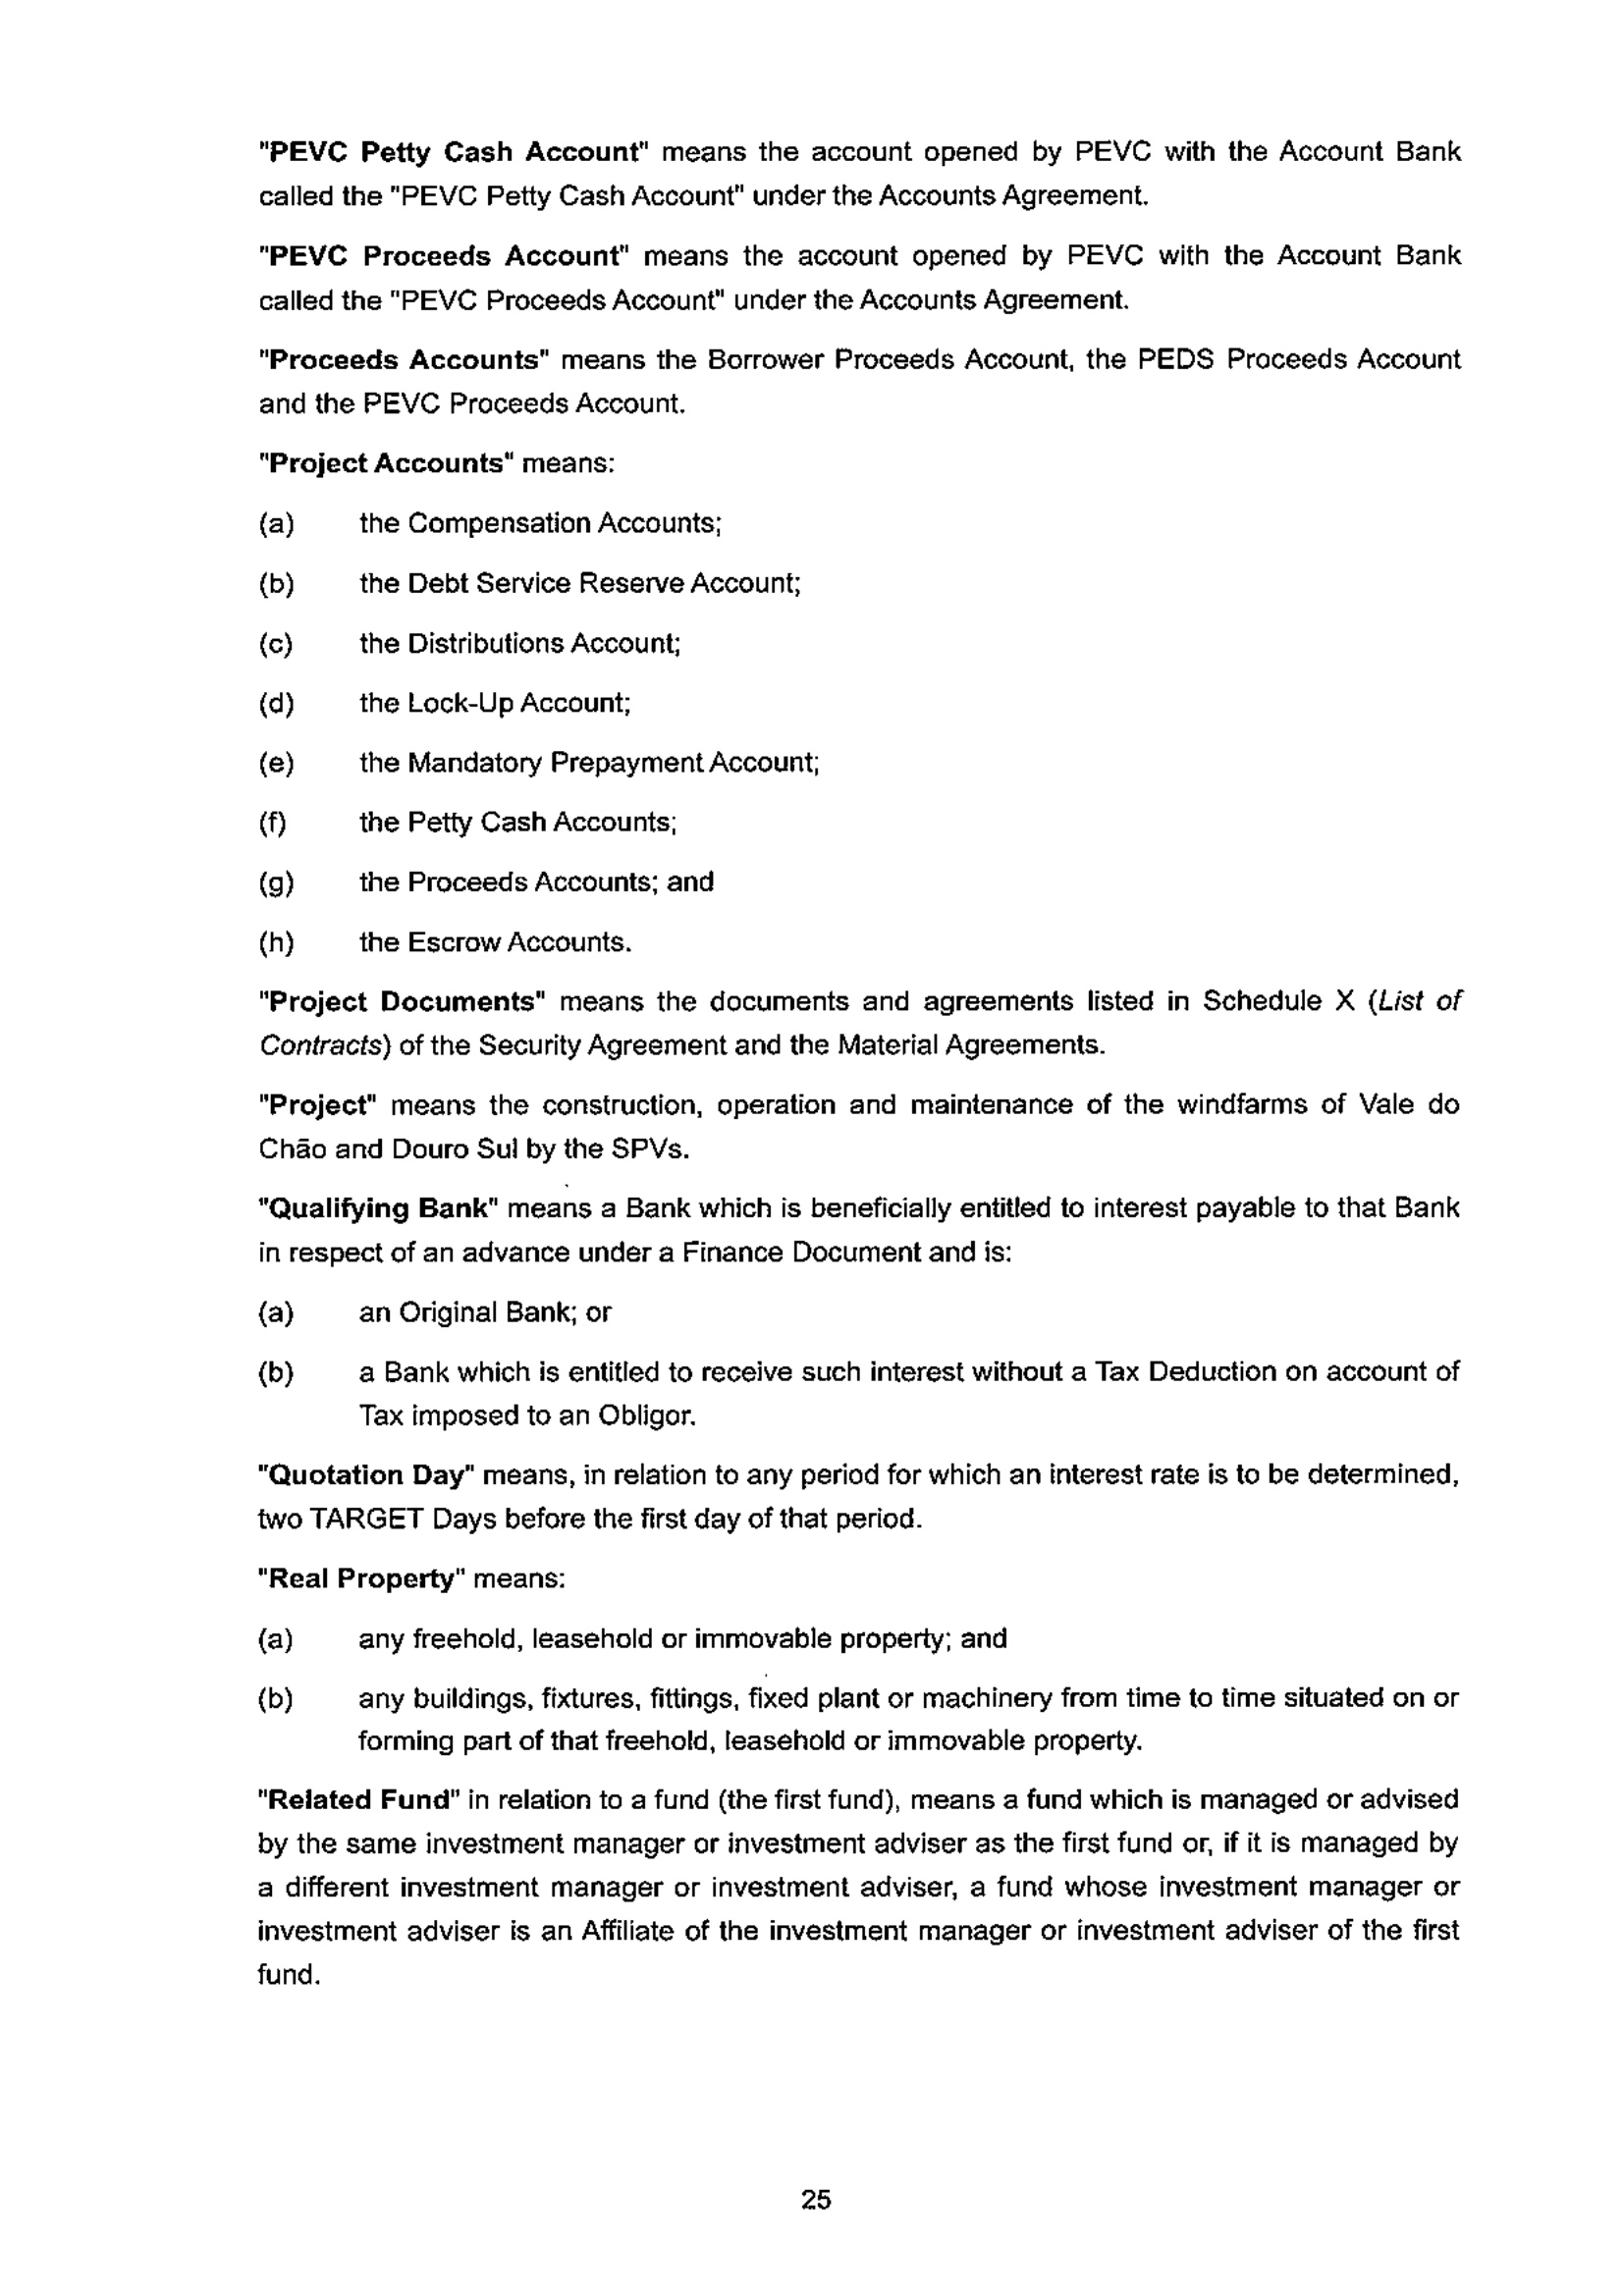 "PEVC Petty Cash Account" means the account opened by PEVC with the Account Bank
called the "PEVC Petty Cash Account" under the Accounts Agreement.
"PEVC Proceeds Account" means the account opened by PEVC with the Account Bank
called the "PEVC Proceeds Account" under the Accounts Agreement.
"Proceeds Accounts" means the Borrower Proceeds Account, the PEDS Proceeds Account
and the PEVC Proceeds Account.
"Project Accounts" means:
(a) the Compensation Accounts;
(b) the Debt Service Reserve Account;
(c) the Distributions Account;
(d) the Lock-Up Account;
(e) the Mandatory Prepayment Account;
(f) the Petty Cash Accounts;
(g) the Proceeds Accounts; and
(h) the Escrow Accounts.
"Project Documents" means the documents and agreements listed in Schedule X (List of
Contracts) of the Security Agreement and the Material Agreements.
"Project" means the construction, operation and maintenance of the windfarms of Vale do
Chão and Douro Sul by the SPVs.
"Qualifying Bank" means a Bank which is beneficially entitled to interest payable to that Bank
in respect of an advance under a Finance Document and is:
(a) an Original Bank; or
(b) a Bank which is entitled to receive such interest without a Tax Deduction on account of
Tax imposed to an Obligor.
"Quotation Day" means, in relation to any period for which an interest rate is to be determined,
two TARGET Days before the first day of that period.
"Real Property" means:
(a) any freehold, leasehold or immovable property; and
(b) any buildings, fixtures, fittings, fixed plant or machinery from time to time situated on or
forming part of that freehold, leasehold or immovable property.
"Related Fund" in relation to a fund (the first fund), means a fund which is managed or advised
by the same investment manager or investment adviser as the first fund or, if it is managed by
a different investment manager or investment adviser, a fund whose investment manager or
investment adviser is an Affiliate of the investment manager or investment adviser of the first
fund.
25